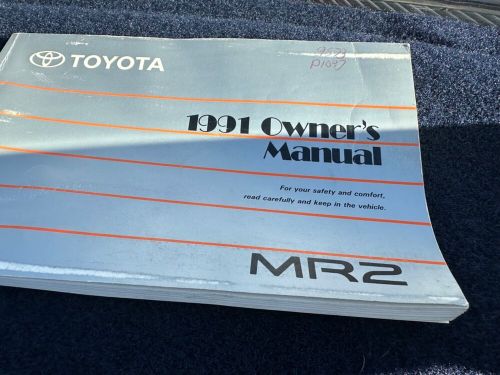 TOYOTA
1991 Owner's
Manual
For your safety and comfort,
read carefully and keep in the vehicle.
MR2